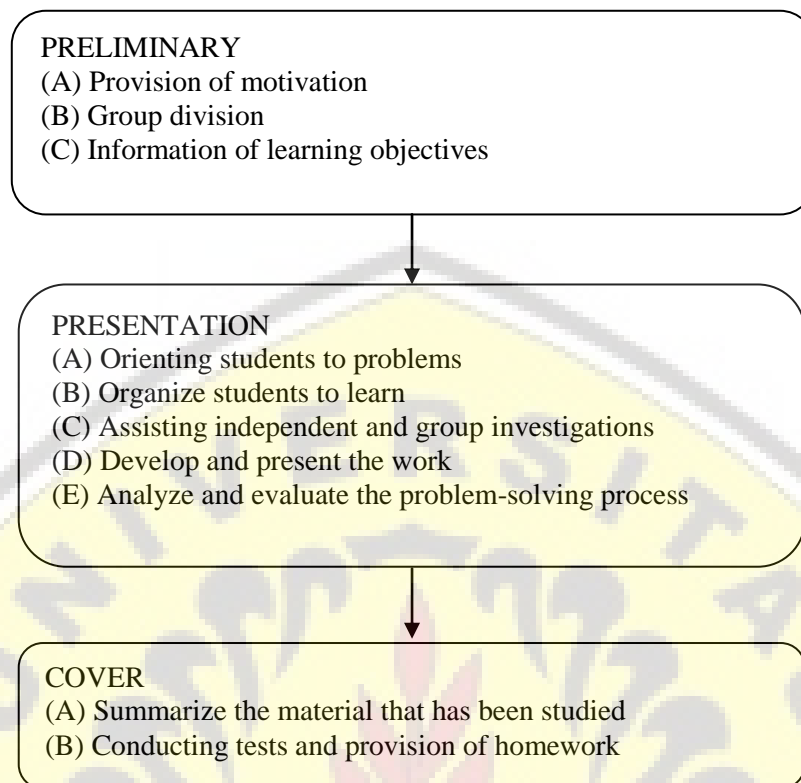 PRELIMINARY
(A) Provision of motivation
(B) Group division
(C) Information of learning objectives
PRESENTATION
(A) Orienting students to problems
(B) Organize students to learn
(C) Assisting independent and group investigations
(D) Develop and present the work
(E) Analyze and evaluate the problem-solving process
UNIVERSITA
COVER
(A) Summarize the material that has been studied
(B) Conducting tests and provision of homework